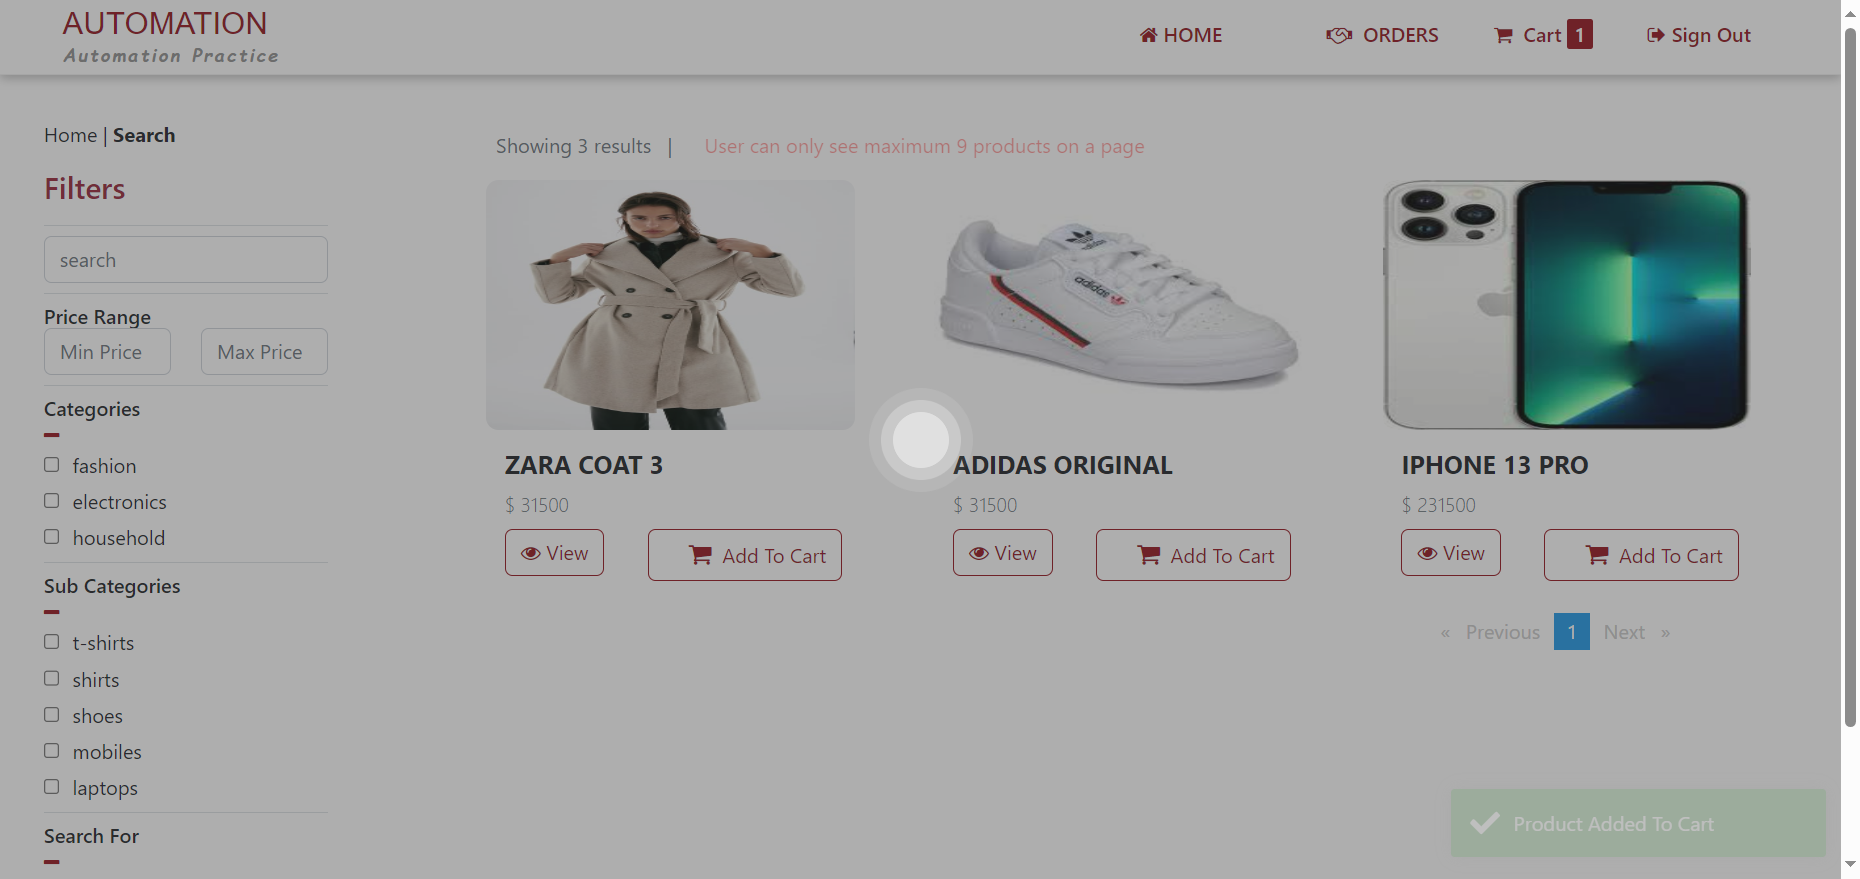 AUTOMATION
Automation Practice
HOME
ORDERS
Cart 1
Sign Out
Home | Search
Filters
search
Price Range
Min Price
Max Price
Categories
fashion
electronics
household
Sub Categories
t-shirts
shirts
shoes
mobiles
laptops
Search For
Showing 3 results |
User can only see maximum 9 products on a page
ZARA COAT 3
$ 31500
View
Add To Cart
adidas
adidas
ADIDAS ORIGINAL
$ 31500
View
Add To Cart
IPHONE 13 PRO
$ 231500
View
Add To Cart
« Previous 1 Next »
Product Added To Cart